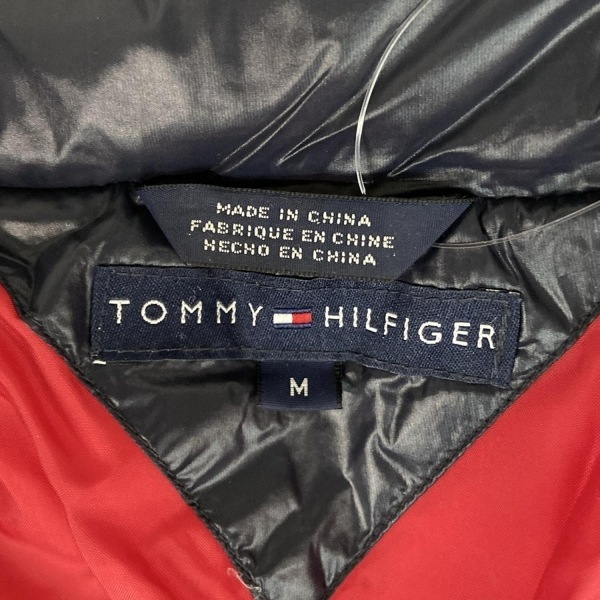 MADE IN CHINA
FABRIQUE EN CHINE
HECHO EN CHINA
TOMMY HILFIGER
M